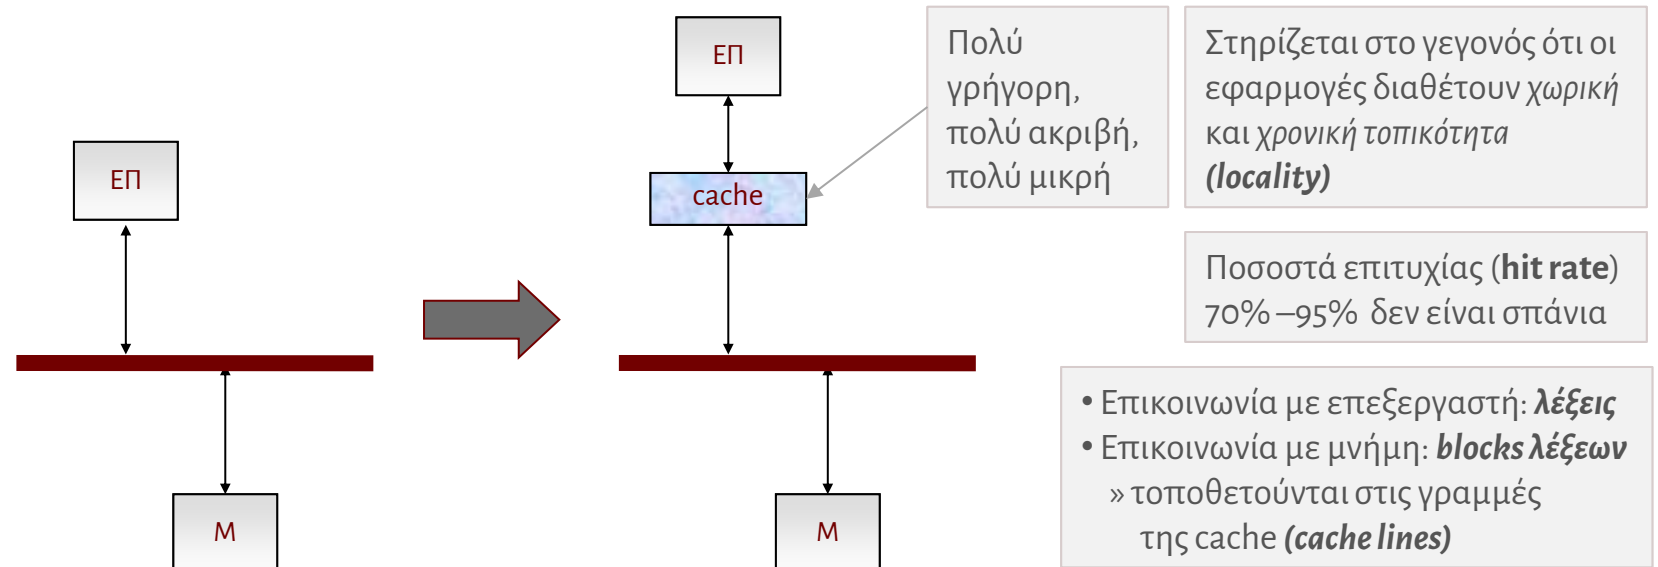 ΕΠ
Μ
ΕΠ
cache
Μ
Πολύ
γρήγορη,
πολύ ακριβή,
πολύ μικρή
Στηρίζεται στο γεγονός ότι οι
εφαρμογές διαθέτουν χωρική
και χρονική τοπικότητα
(locality)
Ποσοστά επιτυχίας (hit rate)
70% –95% δεν είναι σπάνια
• Επικοινωνία με επεξεργαστή: λέξεις
• Επικοινωνία με μνήμη: blocks λέξεων
» τοποθετούνται στις γραμμές
της cache (cache lines)